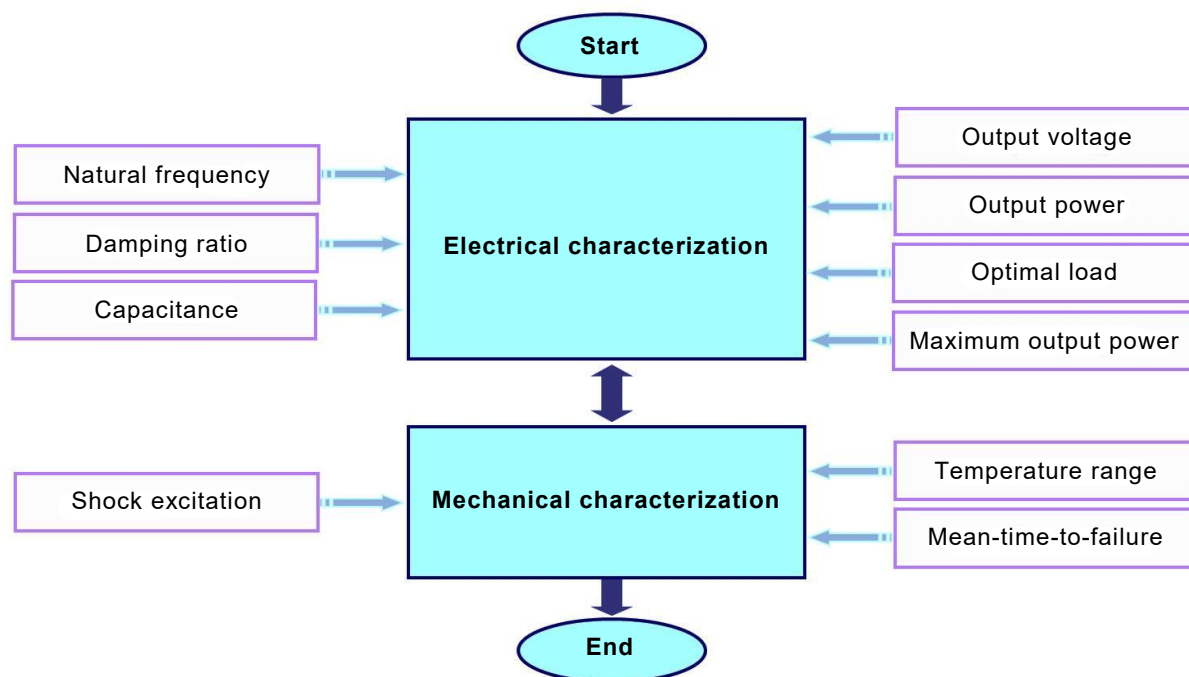 Start
Natural frequency
Damping ratio
Capacitance
Electrical characterization
Output voltage
Output power
Optimal load
Maximum output power
Shock excitation
Mechanical characterization
Temperature range
Mean-time-to-failure
End